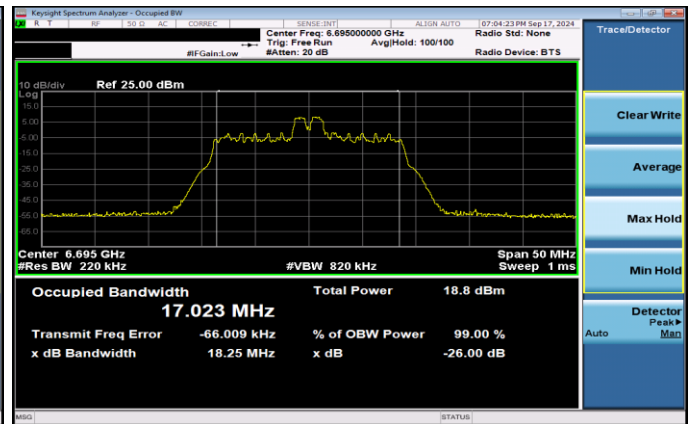 Keysight Spectrum Analyzer - Occupied BW
R T RF 50 Ω AC CORREC SENSE:INT ALIGN AUTO 07:04:23 PM Sep 17, 2024
Center Freq: 6.695000000 GHz Radio Std: None
Trig: Free Run Avg|Hold: 100/100
#IFGain:Low #Atten: 20 dB Radio Device: BTS
10 dB/div Ref 25.00 dBm
Log
15.0
5.00
-5.00
-15.0
-25.0
-35.0
-45.0
-55.0
-65.0
Center 6.695 GHz Span 50 MHz
#Res BW 220 kHz #VBW 820 kHz Sweep 1 ms
Occupied Bandwidth Total Power 18.8 dBm
17.023 MHz
Transmit Freq Error -66.009 kHz % of OBW Power 99.00 %
x dB Bandwidth 18.25 MHz x dB -26.00 dB
MSG STATUS
Trace/Detector
Clear Write
Average
Max Hold
Min Hold
Detector
Peak▶
Auto Man